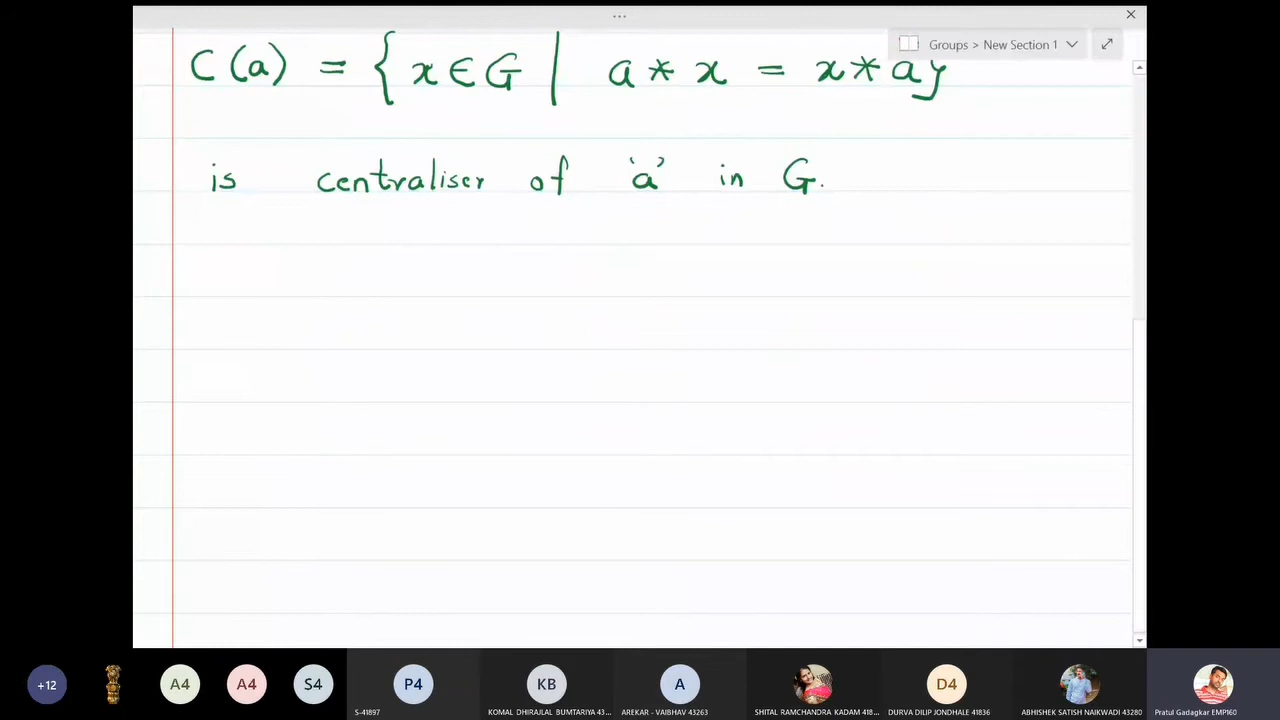 ...
Groups > New Section 1
C(a) = { x ∈ G | a * x = x * a }
is centraliser of 'a' in G.
+12
A4
A4
S4
P4
KB
A
D4
S-41897
KOMAL DHIRAJLAL BUMTARIYA 43...
AREKAR - VAIBHAV 43263
SHITAL RAMCHANDRA KADAM 418...
DURVA DILIP JONDHALE 41836
ABHISHEK SATISH NAIKWADI 43280
Pratul Gadagkar EMP160